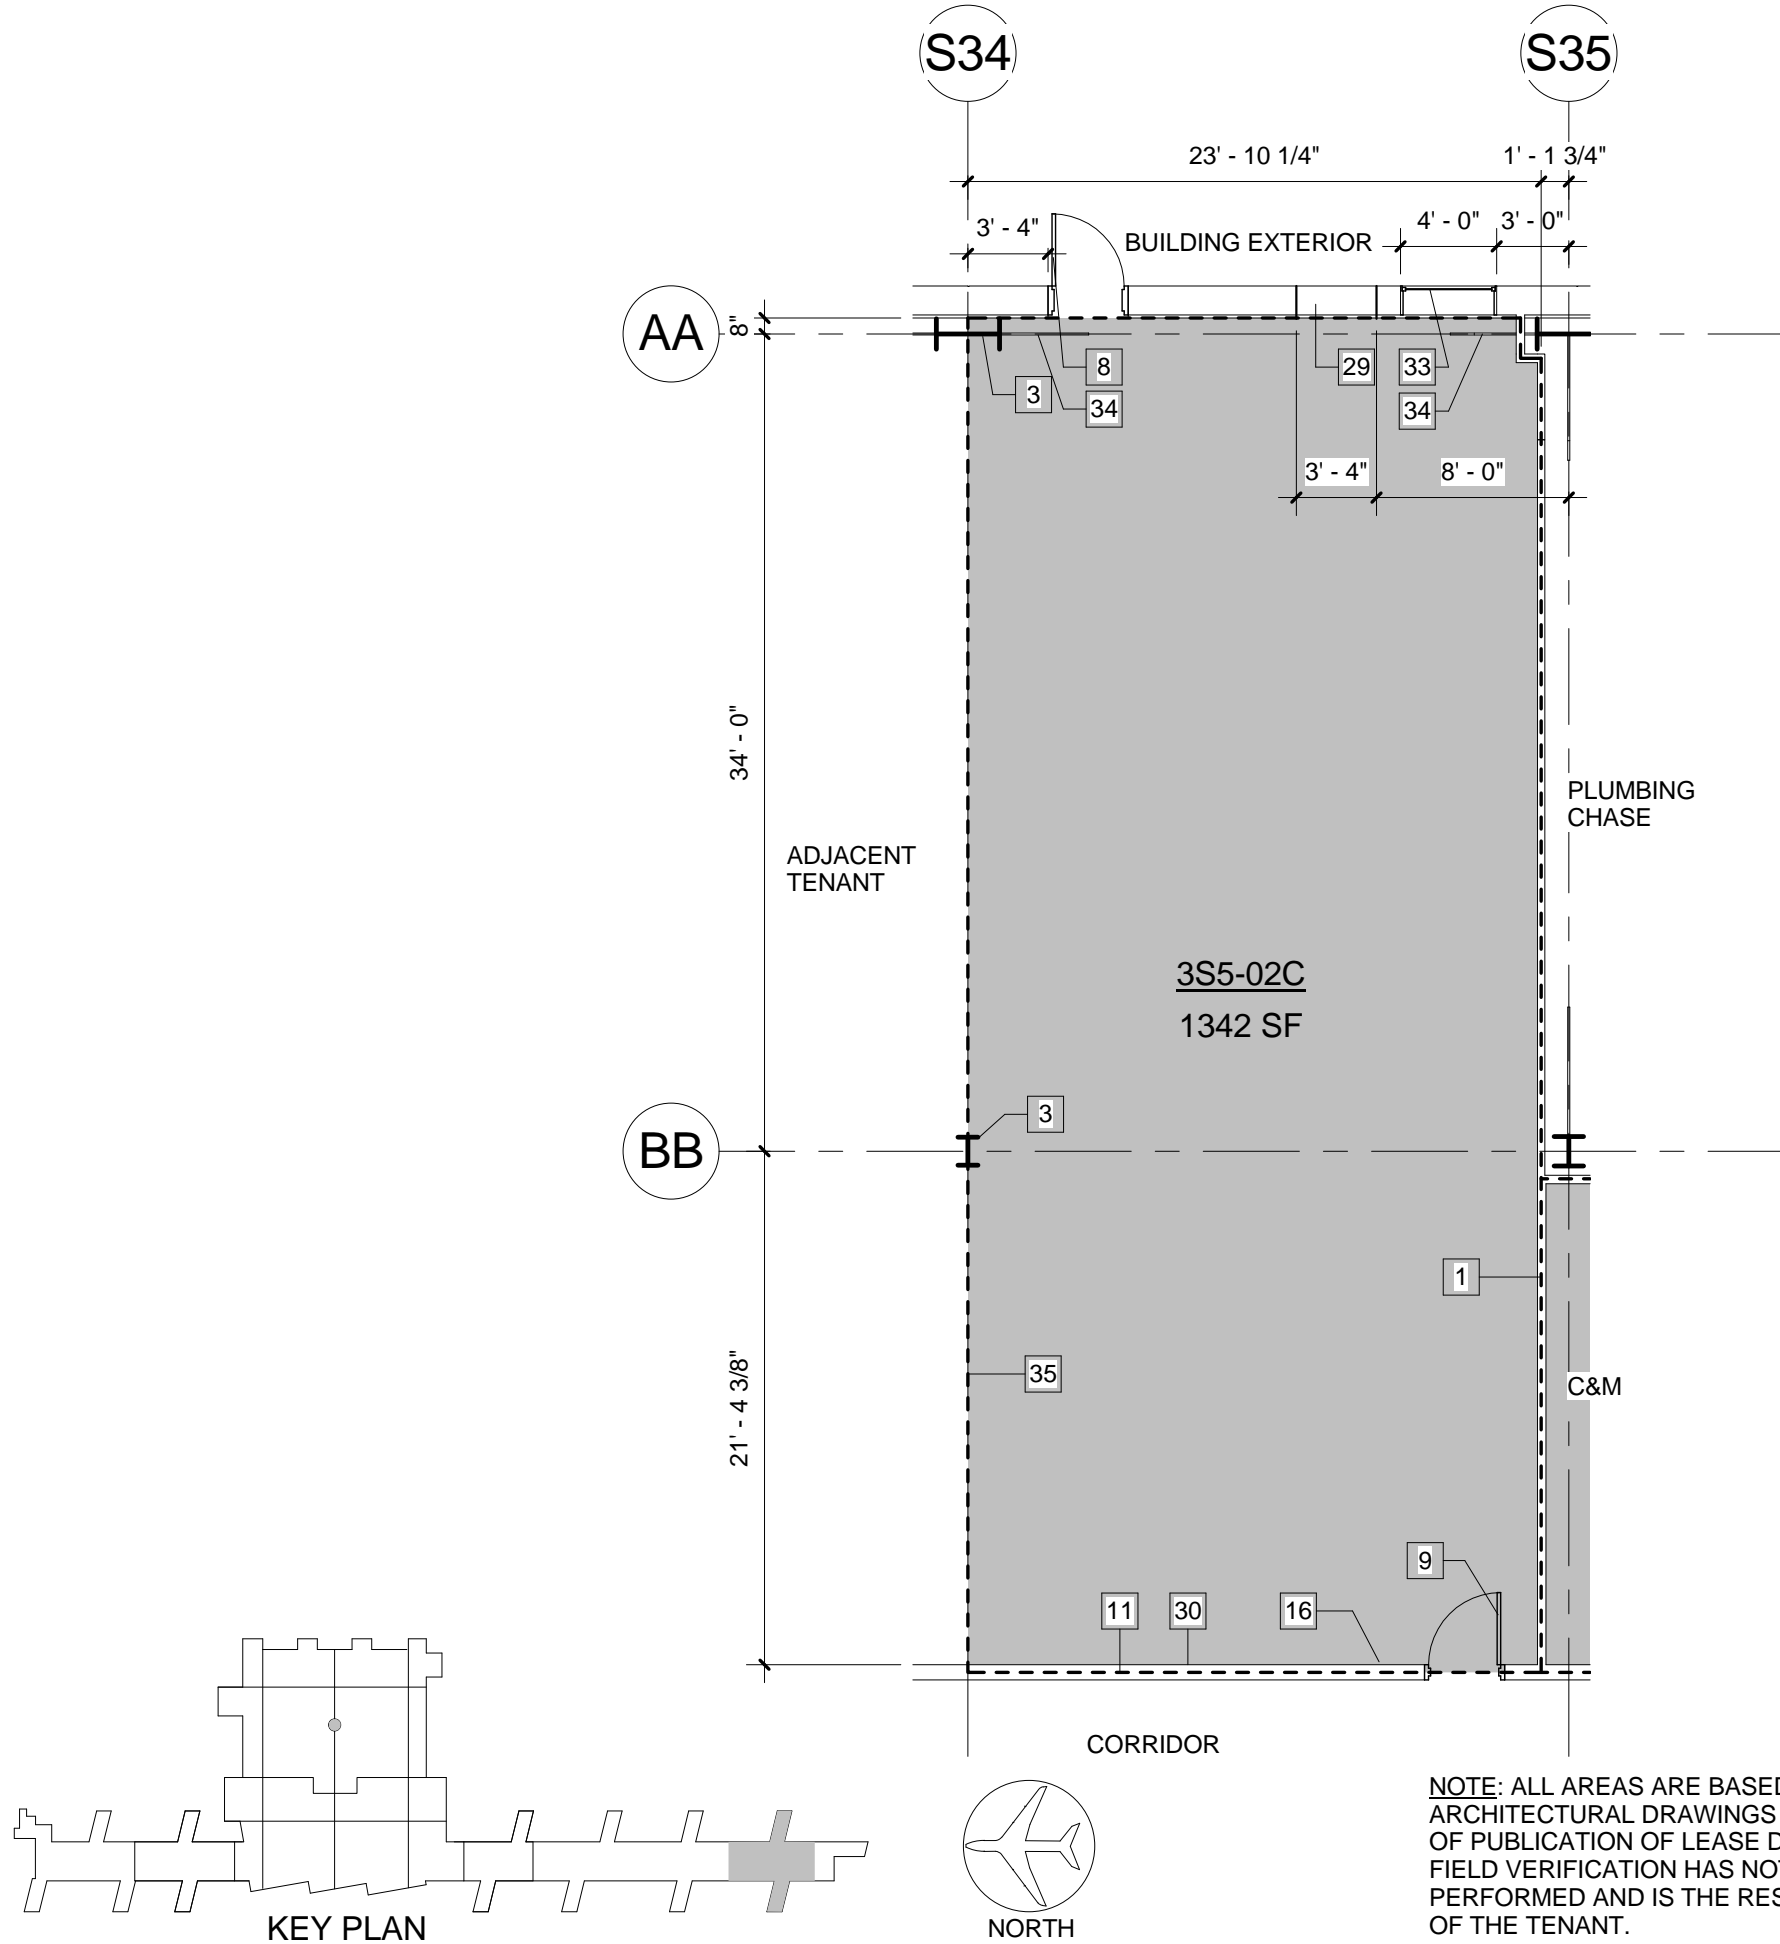 S34
S35
23' - 10 1/4"
1' - 1 3/4"
3' - 4"
BUILDING EXTERIOR
4' - 0"
3' - 0"
AA
8"
8
29
33
3
34
34
3' - 4"
8' - 0"
34' - 0"
PLUMBING
CHASE
ADJACENT
TENANT
3S5-02C
1342 SF
3
BB
1
35
21' - 4 3/8"
C&M
9
11
30
16
CORRIDOR
NOTE: ALL AREAS ARE BASED
ARCHITECTURAL DRAWINGS
OF PUBLICATION OF LEASE D
FIELD VERIFICATION HAS NO
PERFORMED AND IS THE RES
OF THE TENANT.
KEY PLAN
NORTH